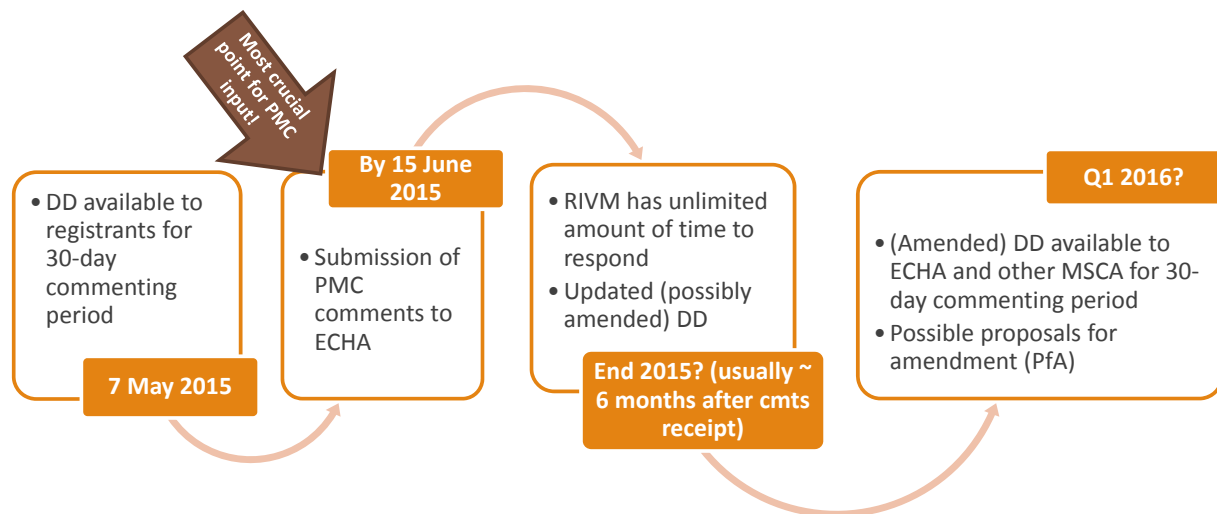 Most crucial
point for PMC
input!
• DD available to
registrants for
30-day
commenting
period
7 May 2015
By 15 June
2015
• Submission of
PMC
comments to
ECHA
• RIVM has unlimited
amount of time to
respond
• Updated (possibly
amended) DD
End 2015? (usually ~
6 months after cmts
receipt)
Q1 2016?
• (Amended) DD available to
ECHA and other MSCA for 30-
day commenting period
• Possible proposals for
amendment (PfA)